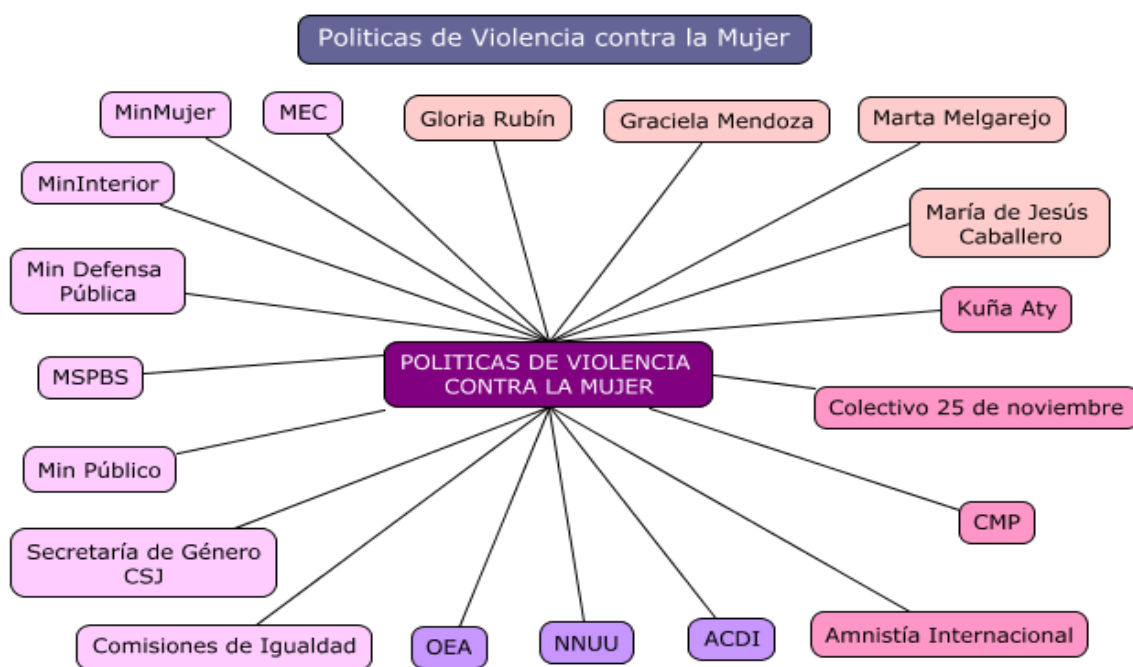 Politicas de Violencia contra la Mujer
MinMujer
MEC
Gloria Rubín
Graciela Mendoza
Marta Melgarejo
MinInterior
María de Jesús
Caballero
Min Defensa
Pública
Kuña Aty
MSPBS
POLITICAS DE VIOLENCIA
CONTRA LA MUJER
Colectivo 25 de noviembre
Min Público
CMP
Secretaría de Género
CSJ
Comisiones de Igualdad
OEA
NNUU
ACDI
Amnistía Internacional